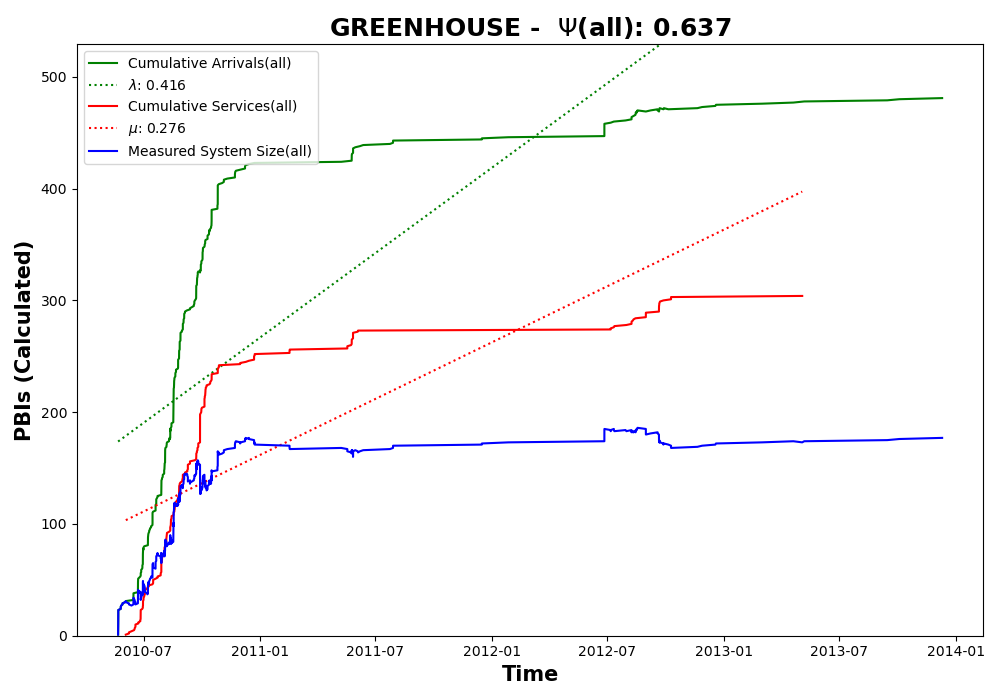 GREENHOUSE - Ψ(all): 0.637
Cumulative Arrivals(all)
λ: 0.416
Cumulative Services(all)
μ: 0.276
Measured System Size(all)
PBIs (Calculated)
500
400
300
200
100
0
2010-07 2011-01 2011-07 2012-01 2012-07 2013-01 2013-07 2014-01
Time